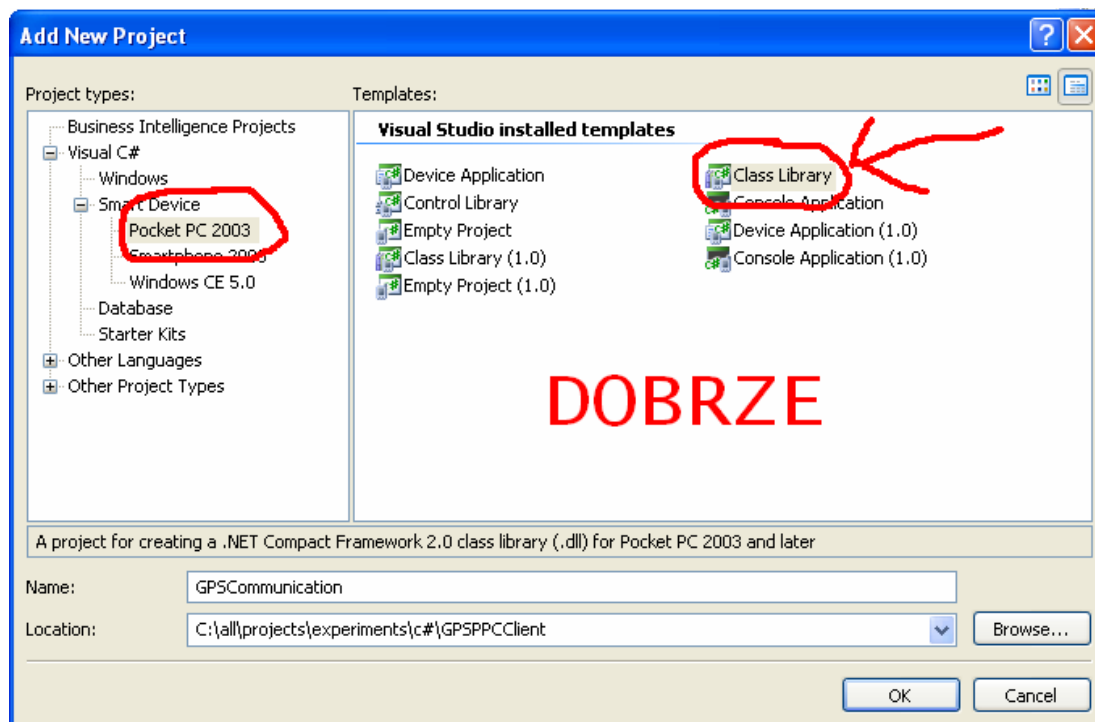 Add New Project
Project types:
Templates:
Business Intelligence Projects
Visual C#
Windows
Smart Device
Pocket PC 2003
Smartphone 2003
Windows CE 5.0
Database
Starter Kits
Other Languages
Other Project Types
Visual Studio installed templates
Device Application
Class Library
Control Library
Console Application
Empty Project
Device Application (1.0)
Class Library (1.0)
Console Application (1.0)
Empty Project (1.0)
DOBRZE
A project for creating a .NET Compact Framework 2.0 class library (.dll) for Pocket PC 2003 and later
Name:
GPSCommunication
Location:
C:\all\projects\experiments\c#\GPSPPCClient
Browse...
OK
Cancel